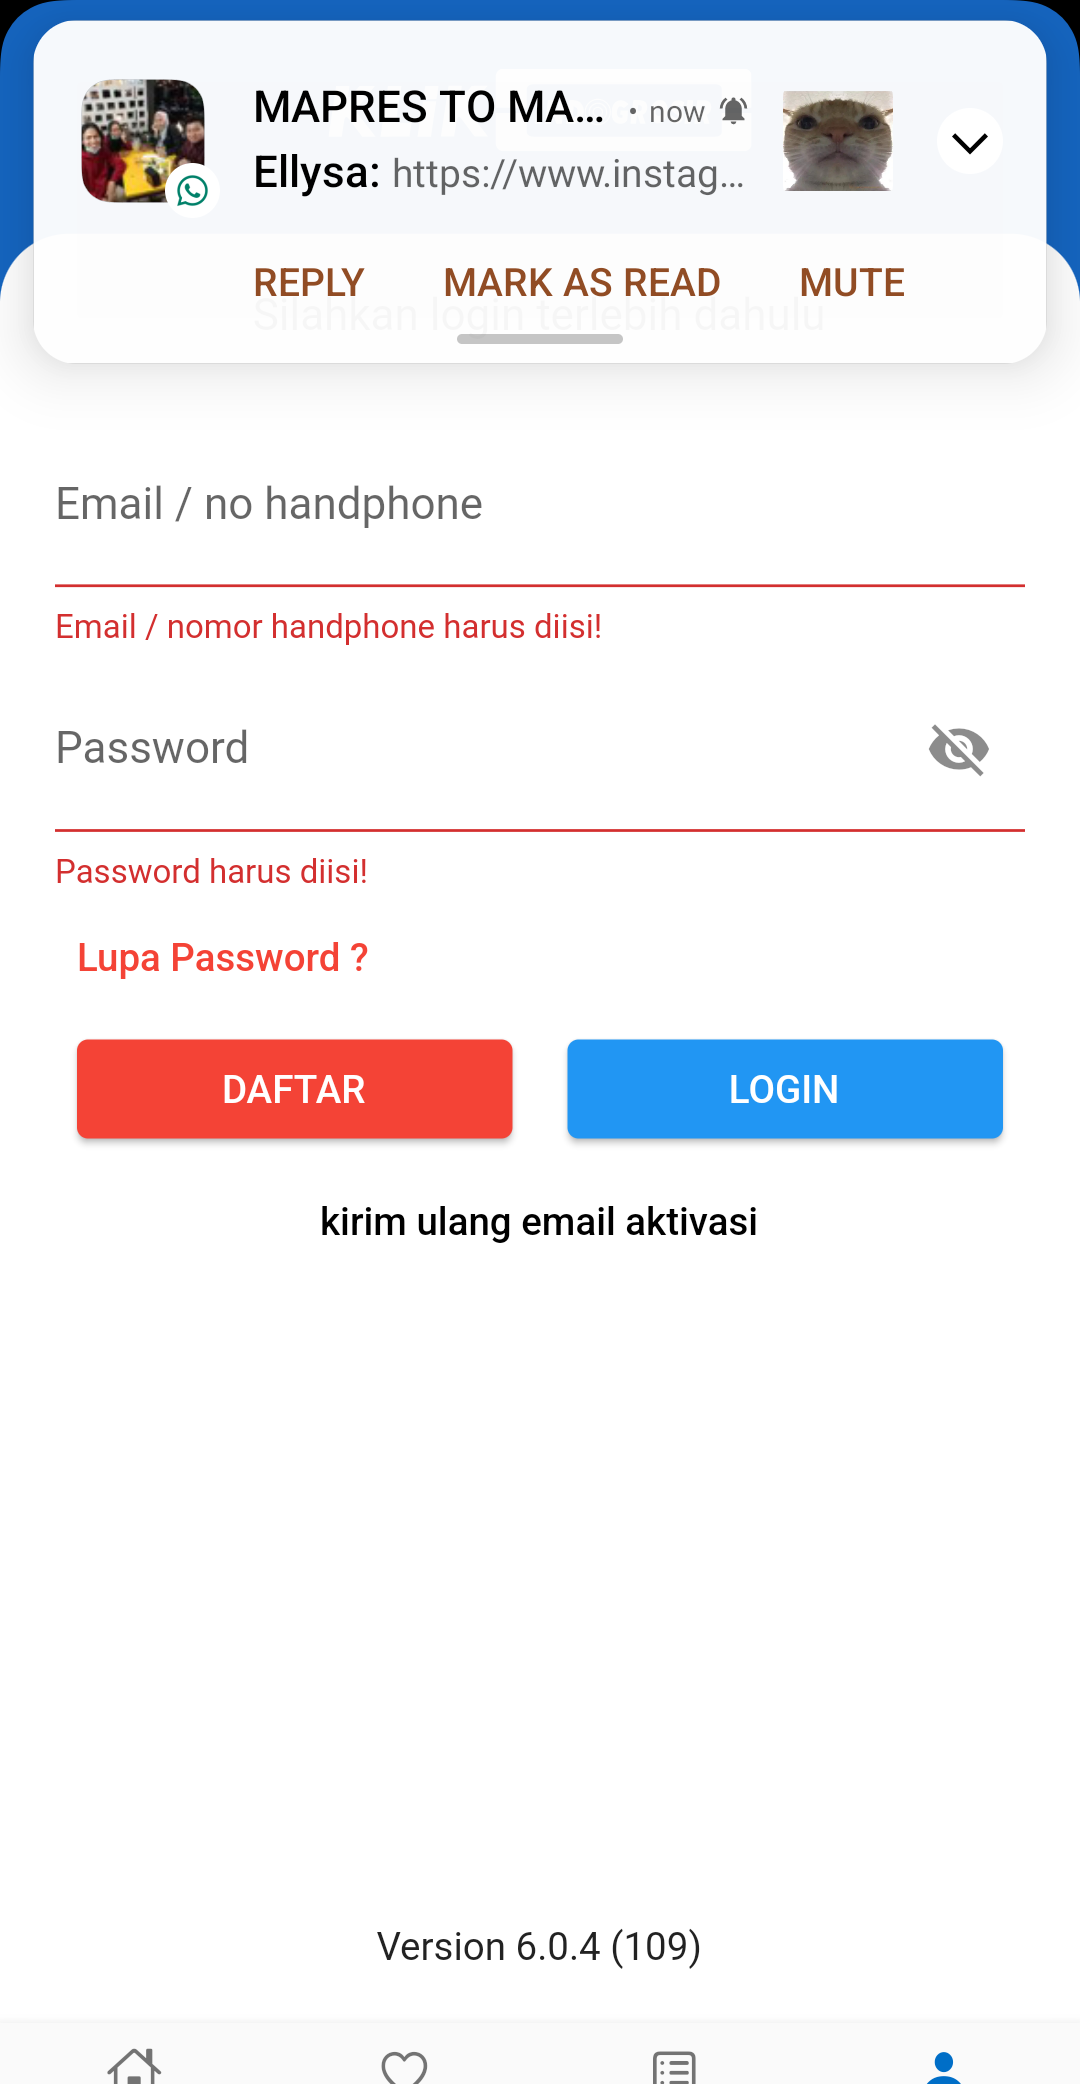 MAPRES TO MA... • now
Ellysa: https://www.instag...
REPLY MARK AS READ MUTE
Silahkan login terlebih dahulu
Email / no handphone
Email / nomor handphone harus diisi!
Password
Password harus diisi!
Lupa Password ?
DAFTAR LOGIN
kirim ulang email aktivasi
Version 6.0.4 (109)